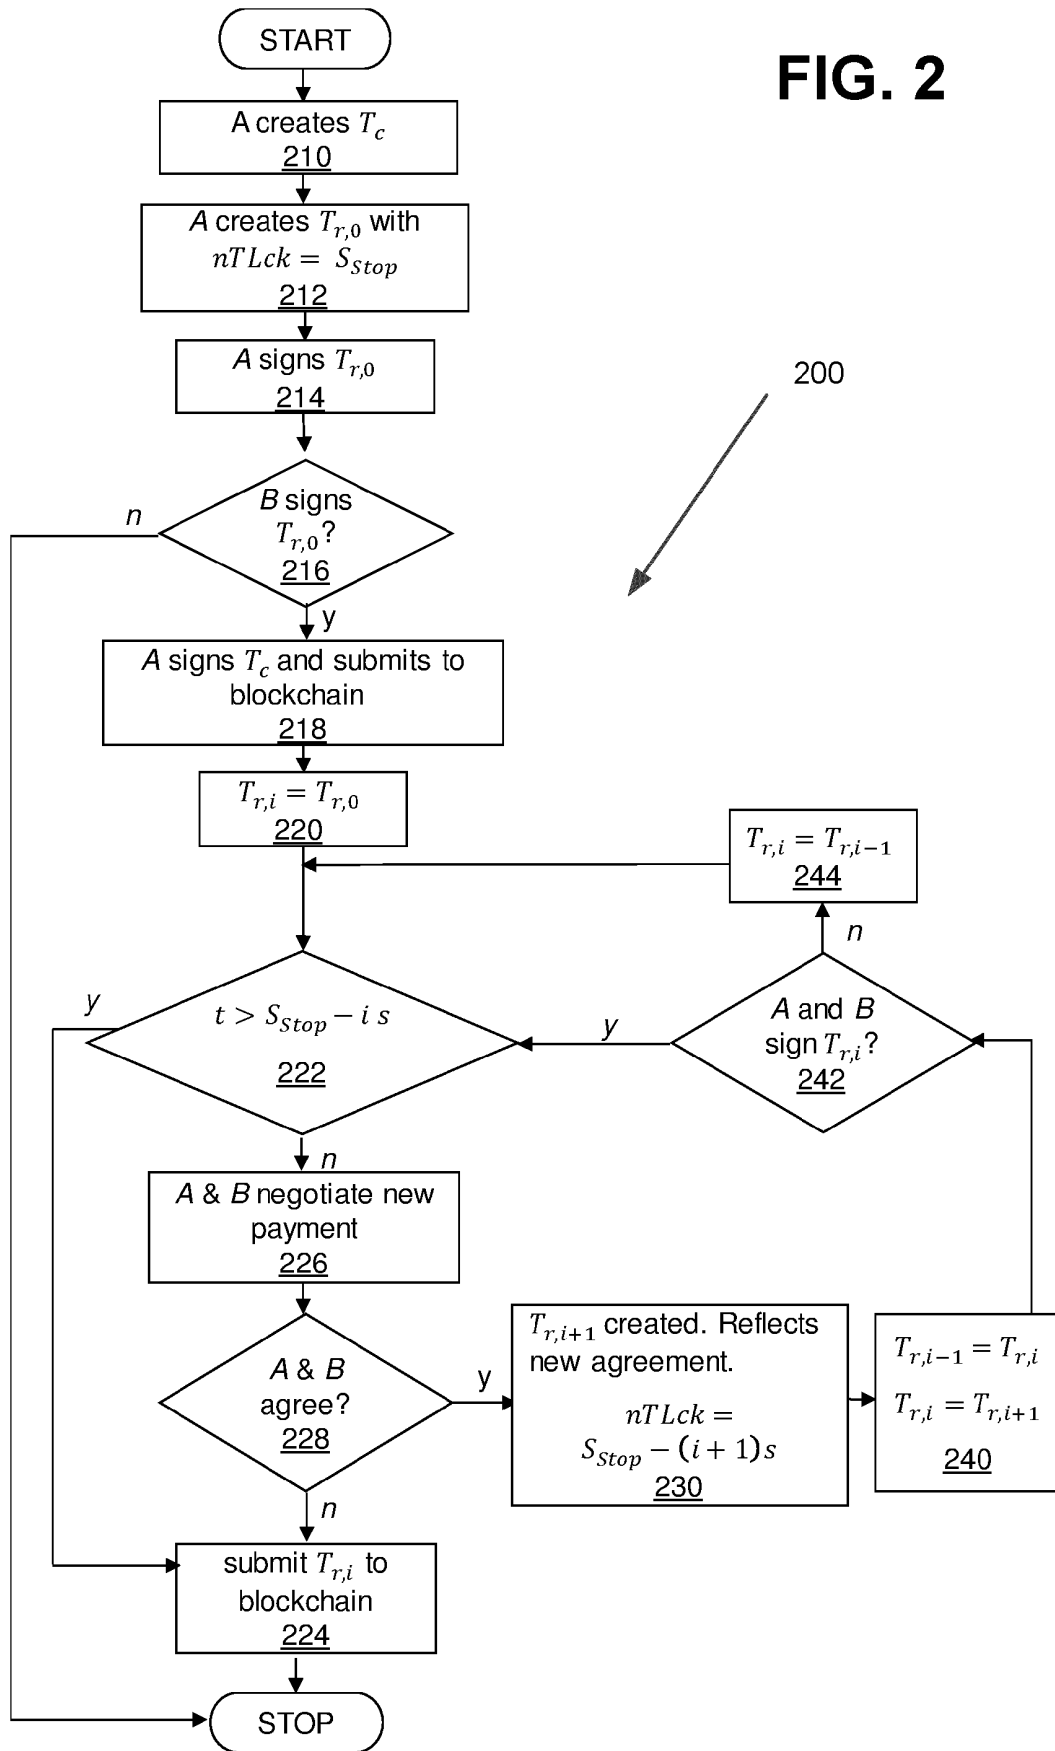 START
FIG. 2
A creates T_c
210
A creates T_{r,0} with
nTLck = S_{Stop}
212
A signs T_{r,0}
214
200
B signs
T_{r,0}?
216
n
y
A signs T_c and submits to
blockchain
218
T_{r,i} = T_{r,0}
220
T_{r,i} = T_{r,i-1}
244
n
y
t > S_{Stop} − i s
222
y
A and B
sign T_{r,i}?
242
n
A & B negotiate new
payment
226
A & B
agree?
228
y
n
T_{r,i+1} created. Reflects
new agreement.
nTLck =
S_{Stop} − (i + 1)s
230
T_{r,i−1} = T_{r,i}
T_{r,i} = T_{r,i+1}
240
submit T_{r,i} to
blockchain
224
STOP